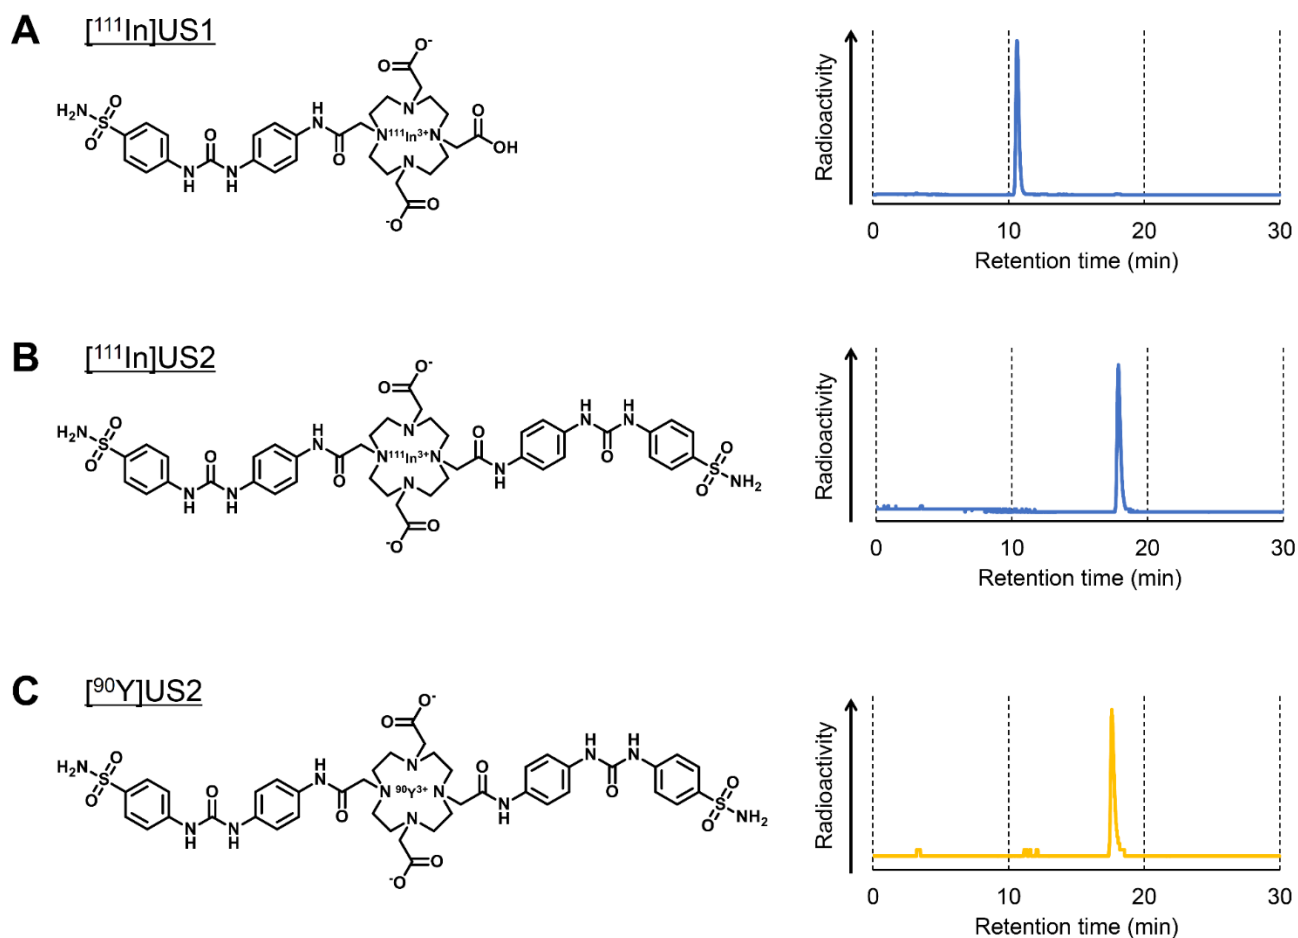 A [¹¹¹In]US1
H₂N S O O N H O N H H N O N N N N ¹¹¹In³⁺ O O⁻ O OH O ⁻O
Radioactivity
0 10 20 30
Retention time (min)
B [¹¹¹In]US2
H₂N S O O N H O N H H N O N N N N ¹¹¹In³⁺ O O⁻ O N H H N O H N S O O NH₂ O ⁻O
Radioactivity
0 10 20 30
Retention time (min)
C [⁹⁰Y]US2
H₂N S O O N H O N H H N O N N N N ⁹⁰Y³⁺ O O⁻ O N H H N O H N S O O NH₂ O ⁻O
Radioactivity
0 10 20 30
Retention time (min)